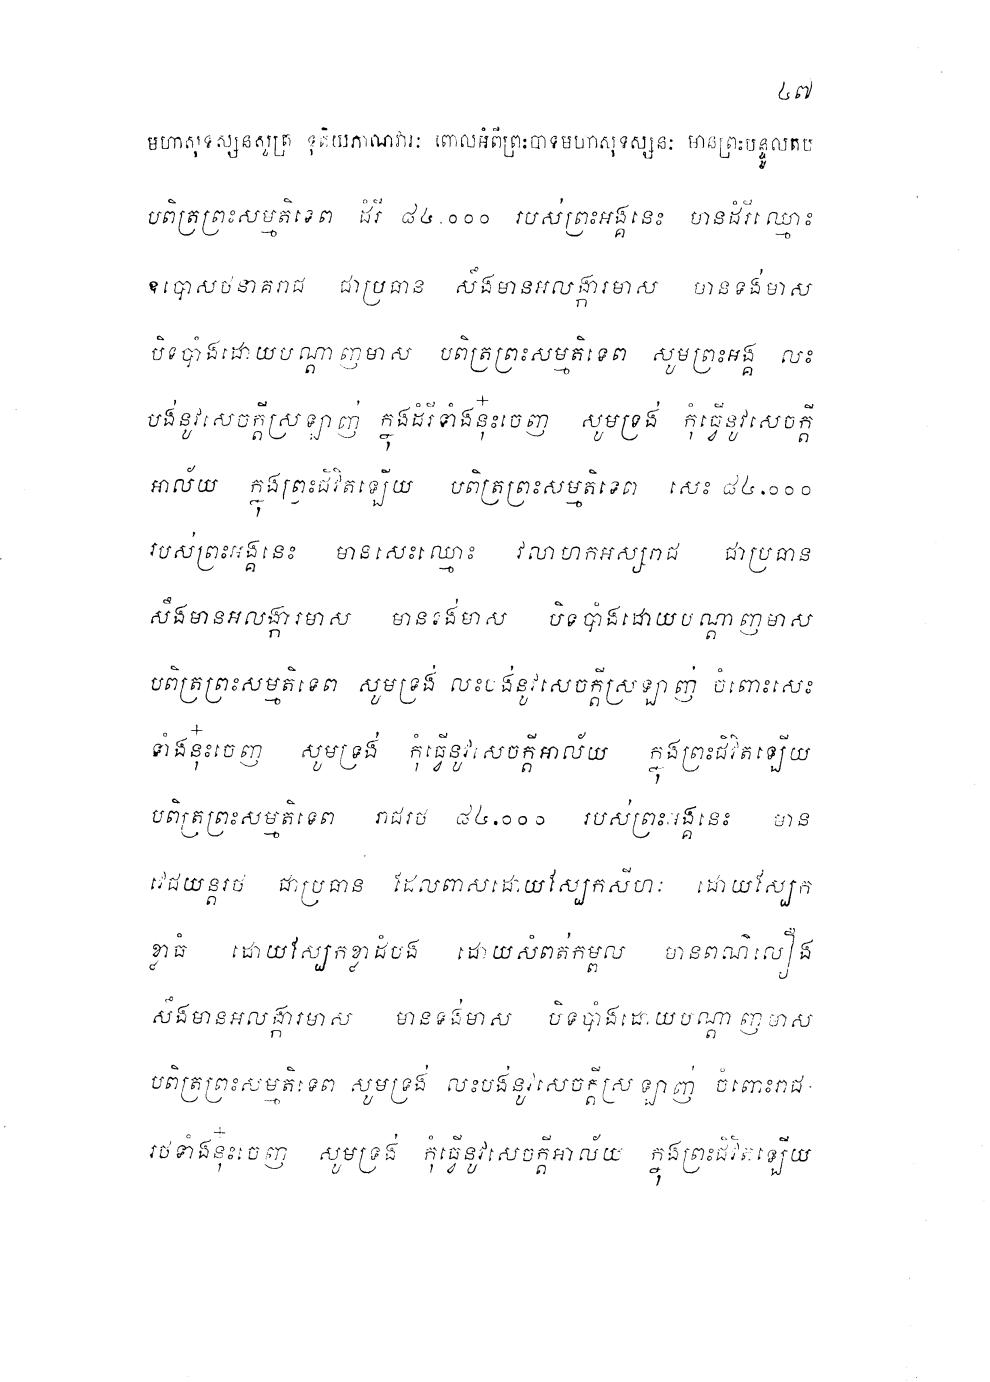 ៤៧
មហាសុទស្សនសូត្រ ទុតិយភាណវារៈ ពោលអំពីព្រះបាទមហាសុទស្សនៈ មានព្រះបន្ទូលតប
បពិត្រព្រះសម្មតិទេព ដំរី ៨៤.០០០ របស់ព្រះអង្គនេះ មានដំរីឈ្មោះ
ឧបោសថនាគរាជ ជាប្រធាន សឹងមានអលង្ការមាស មានទង់មាស
បិទបាំងដោយបណ្តាញមាស បពិត្រព្រះសម្មតិទេព សូមព្រះអង្គ លះ
បង់នូវសេចក្តីស្រឡាញ់ ក្នុងដំរីទាំងនុ៎ះចេញ សូមទ្រង់ កុំធ្វើនូវសេចក្តី
អាល័យ ក្នុងព្រះជីវិតឡើយ បពិត្រព្រះសម្មតិទេព សេះ ៨៤.០០០
របស់ព្រះអង្គនេះ មានសេះឈ្មោះ វលាហកអស្សរាជ ជាប្រធាន
សឹងមានអលង្ការមាស មានទង់មាស បិទបាំងដោយបណ្តាញមាស
បពិត្រព្រះសម្មតិទេព សូមទ្រង់ លះបង់នូវសេចក្តីស្រឡាញ់ ចំពោះសេះ
ទាំងនុ៎ះចេញ សូមទ្រង់ កុំធ្វើនូវសេចក្តីអាល័យ ក្នុងព្រះជីវិតឡើយ
បពិត្រព្រះសម្មតិទេព រាជរថ ៨៤.០០០ របស់ព្រះអង្គនេះ មាន
វេជយន្តរថ ជាប្រធាន ដែលពាសដោយស្បែកសីហៈ ដោយស្បែក
ខ្លាធំ ដោយស្បែកខ្លាដំបង ដោយសំពត់កម្ពល មានពណ៌លឿង
សឹងមានអលង្ការមាស មានទង់មាស បិទបាំងដោយបណ្តាញមាស
បពិត្រព្រះសម្មតិទេព សូមទ្រង់ លះបង់នូវសេចក្តីស្រឡាញ់ ចំពោះរាជ-
រថទាំងនុ៎ះចេញ សូមទ្រង់ កុំធ្វើនូវសេចក្តីអាល័យ ក្នុងព្រះជីវិតឡើយ